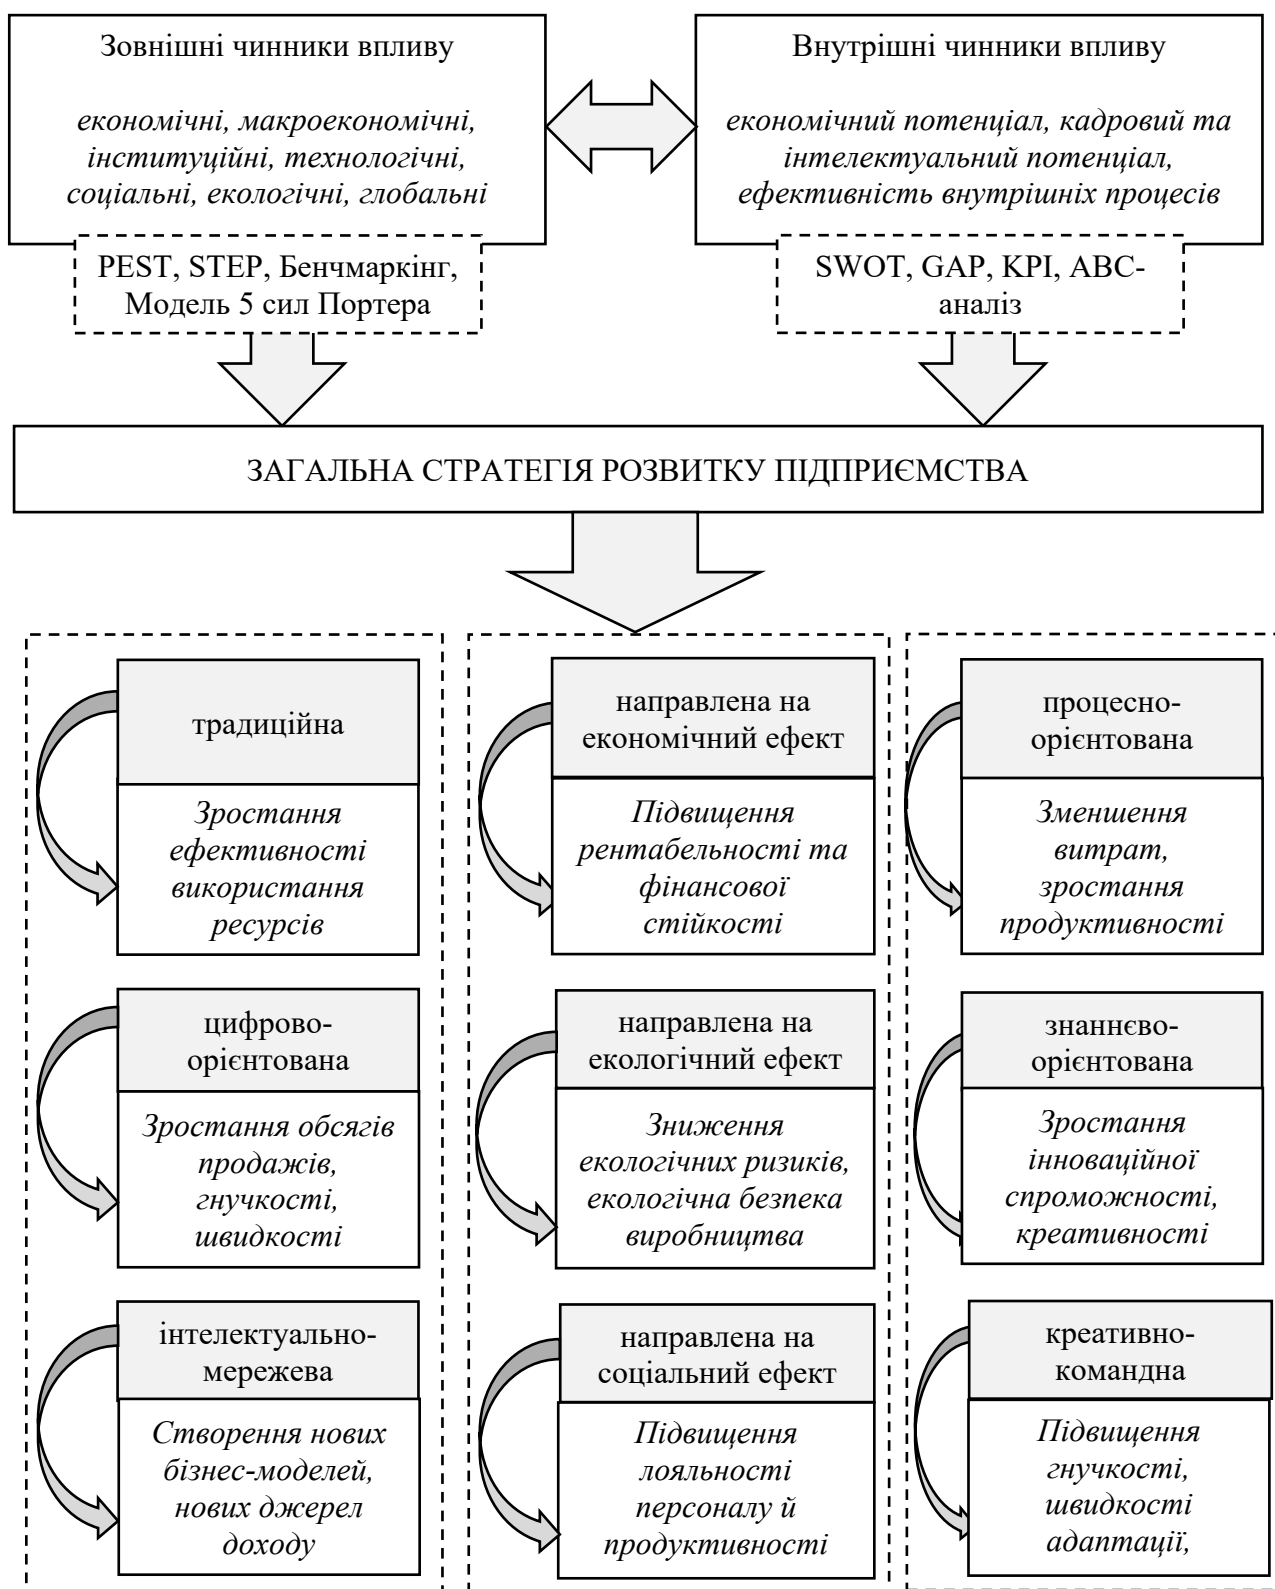 Зовнішні чинники впливу
економічні, макроекономічні,
інституційні, технологічні,
соціальні, екологічні, глобальні
PEST, STEP, Бенчмаркінг,
Модель 5 сил Портера
Внутрішні чинники впливу
економічний потенціал, кадровий та
інтелектуальний потенціал,
ефективність внутрішніх процесів
SWOT, GAP, KPI, ABC-
аналіз
ЗАГАЛЬНА СТРАТЕГІЯ РОЗВИТКУ ПІДПРИЄМСТВА
традиційна
Зростання
ефективності
використання
ресурсів
цифрово-
орієнтована
Зростання обсягів
продажів,
гнучкості,
швидкості
інтелектуально-
мережева
Створення нових
бізнес-моделей,
нових джерел
доходу
направлена на
економічний ефект
Підвищення
рентабельності та
фінансової
стійкості
направлена на
екологічний ефект
Зниження
екологічних ризиків,
екологічна безпека
виробництва
направлена на
соціальний ефект
Підвищення
лояльності
персоналу й
продуктивності
процесно-
орієнтована
Зменшення
витрат,
зростання
продуктивності
знаннєво-
орієнтована
Зростання
інноваційної
спроможності,
креативності
креативно-
командна
Підвищення
гнучкості,
швидкості
адаптації,